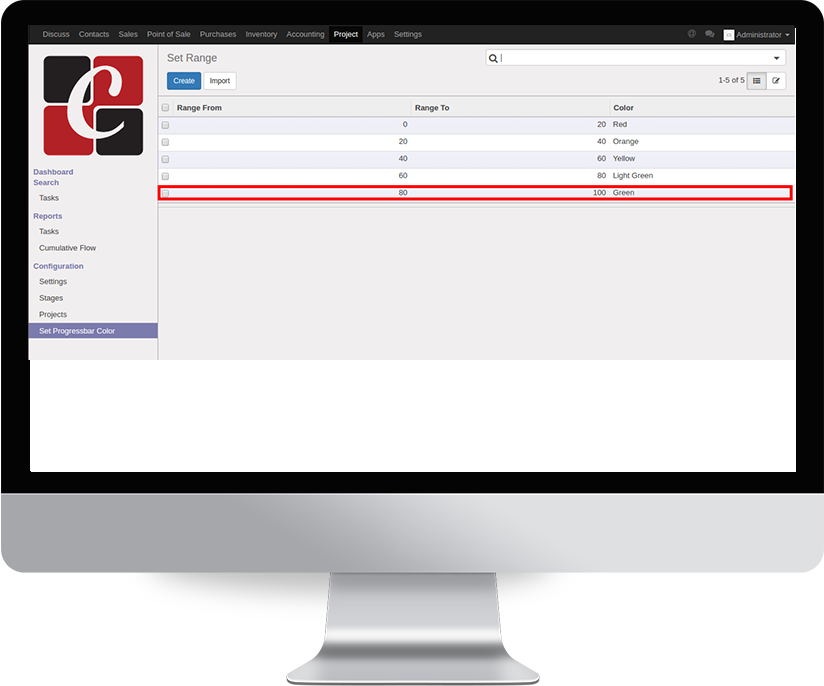 Discuss Contacts Sales Point of Sale Purchases Inventory Accounting Project Apps Settings @ Administrator
C
Set Range
Create Import
1-5 of 5
Range From Range To Color
0 20 Red
20 40 Orange
40 60 Yellow
60 80 Light Green
80 100 Green
Dashboard
Search
Tasks
Reports
Tasks
Cumulative Flow
Configuration
Settings
Stages
Projects
Set Progressbar Color